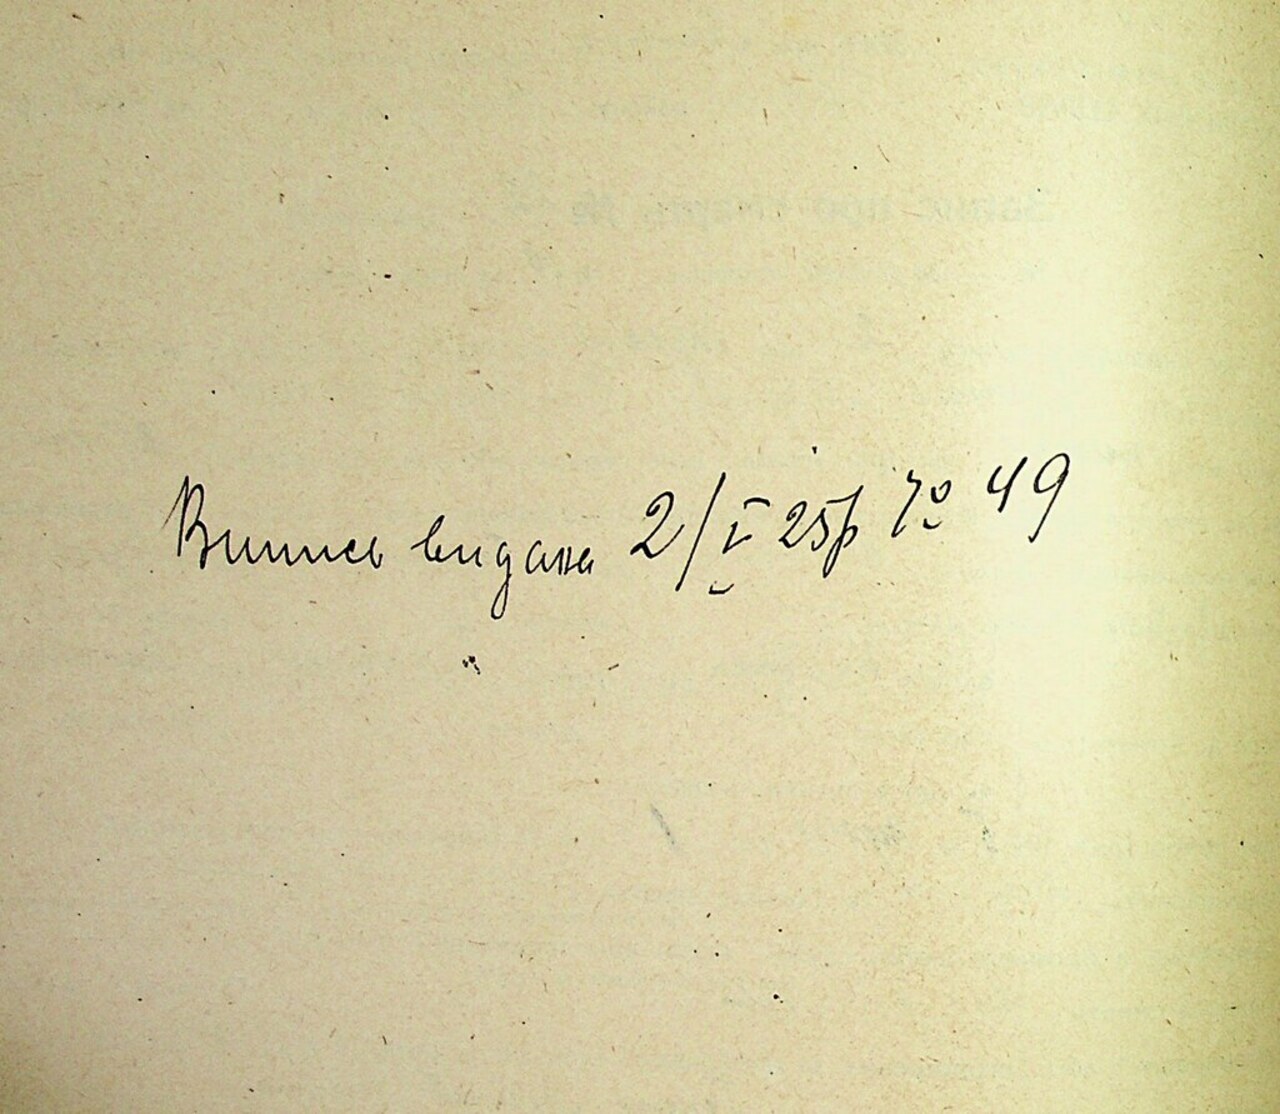 Випись видана 2/V 25р № 49